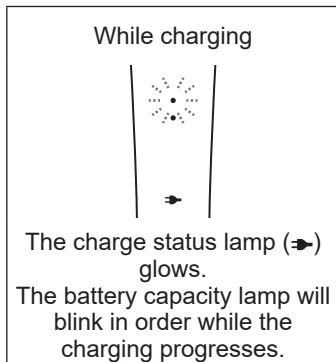 While charging
The charge status lamp ( )
glows.
The battery capacity lamp will
blink in order while the
charging progresses.